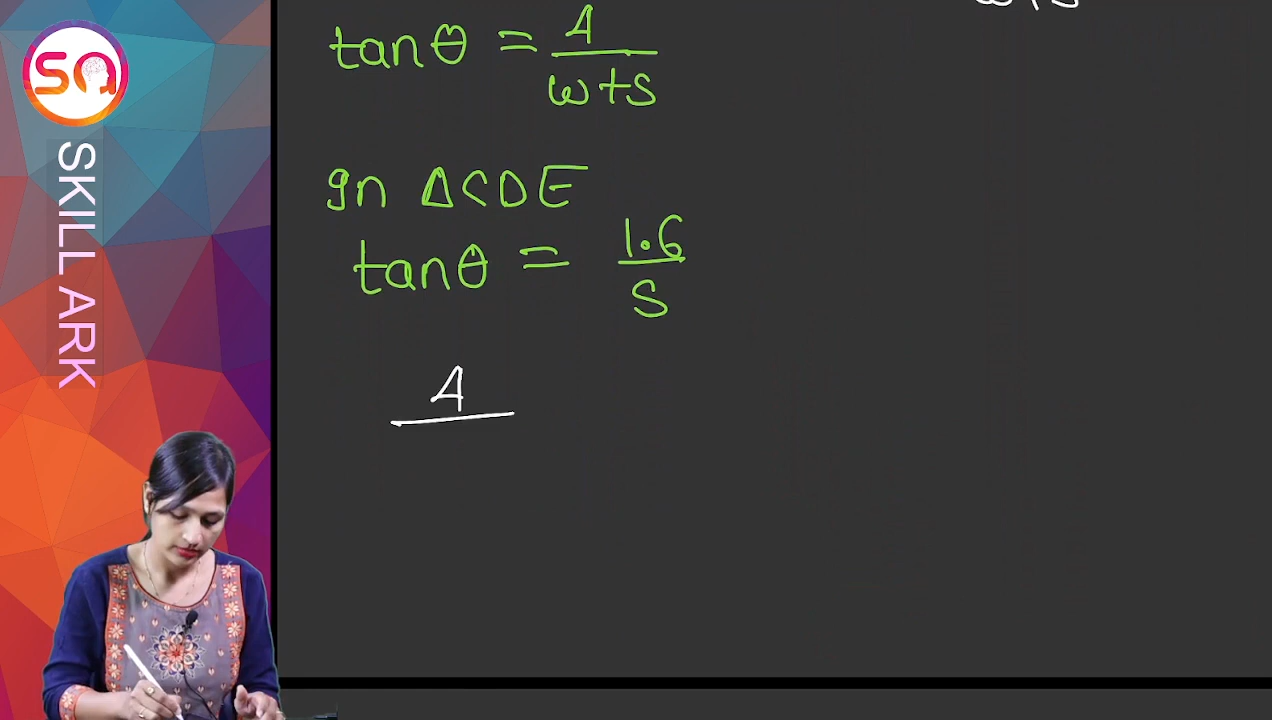 w+s
tanθ = 4
w+s
In ΔCDE
tanθ = 1.6
s
4
SKILL ARK